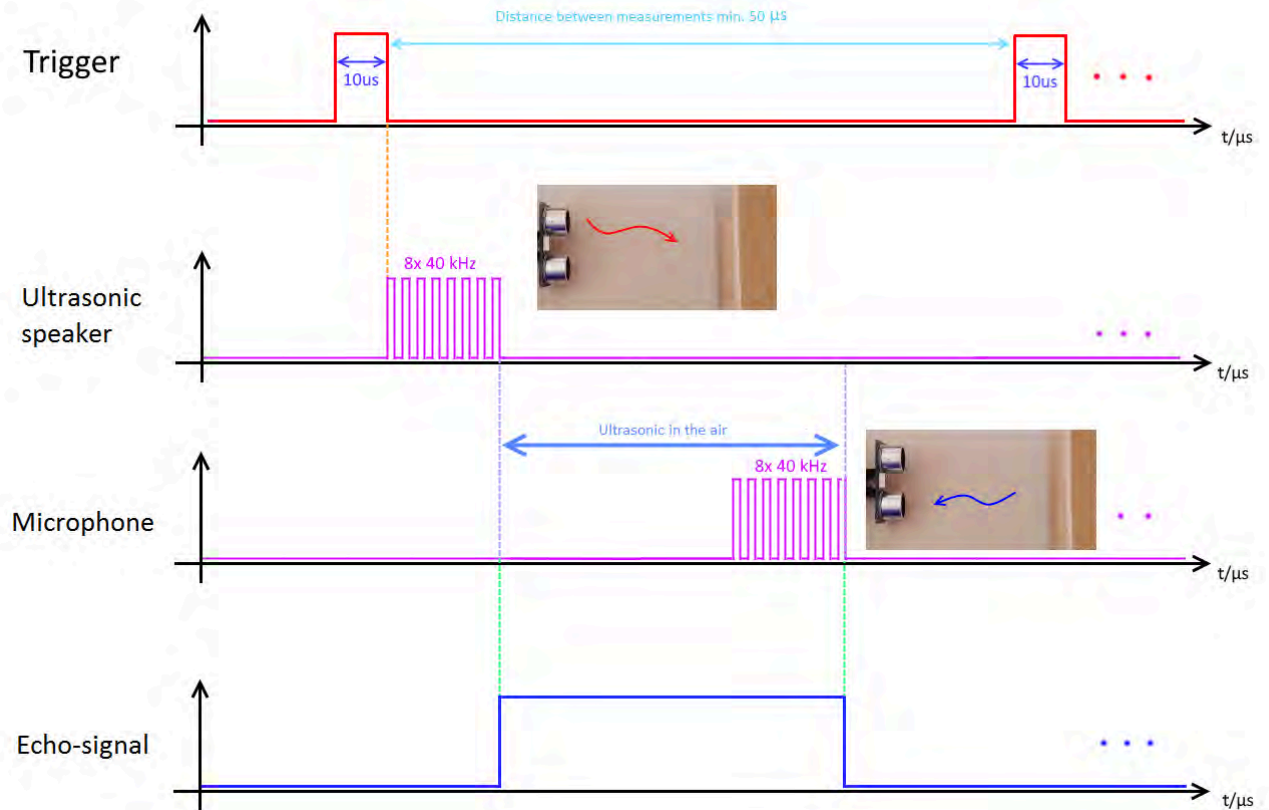 Distance between measurements min. 50 µs
Trigger
10us
10us
t/µs
8x 40 kHz
Ultrasonic
speaker
t/µs
Ultrasonic in the air
8x 40 kHz
Microphone
t/µs
Echo-signal
t/µs